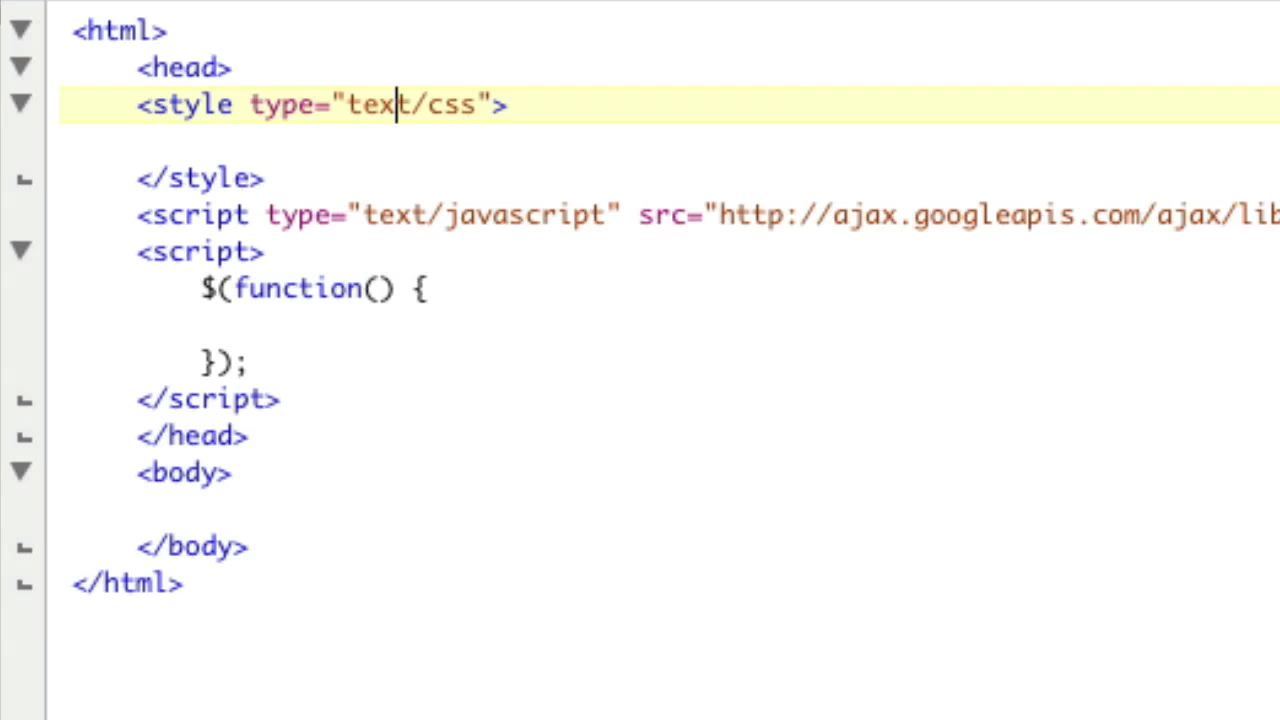 <html>
<head>
<style type="text/css">
</style>
<script type="text/javascript" src="http://ajax.googleapis.com/ajax/lib
<script>
$(function() {
});
</script>
</head>
<body>
</body>
</html>